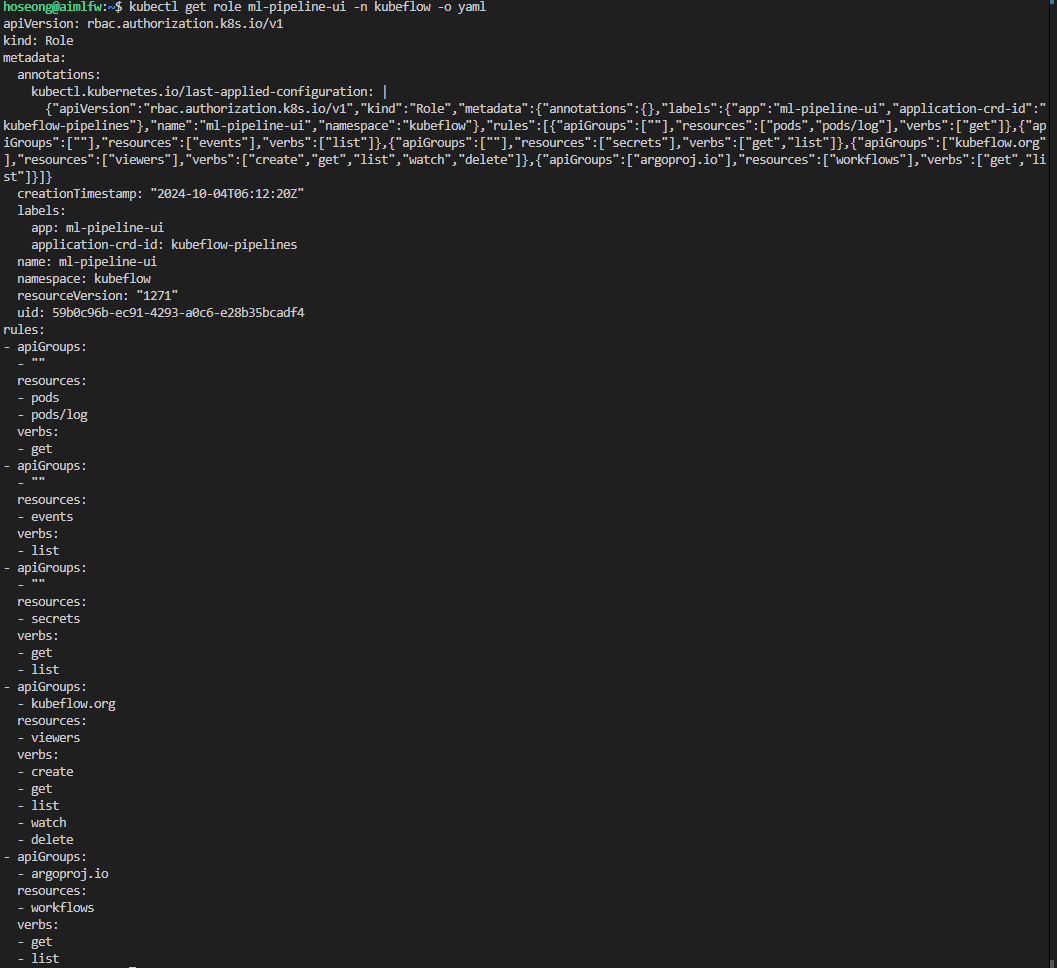 hoseong@aimlfw:~$ kubectl get role ml-pipeline-ui -n kubeflow -o yaml
apiVersion: rbac.authorization.k8s.io/v1
kind: Role
metadata:
  annotations:
    kubectl.kubernetes.io/last-applied-configuration: |
      {"apiVersion":"rbac.authorization.k8s.io/v1","kind":"Role","metadata":{"annotations":{},"labels":{"app":"ml-pipeline-ui","application-crd-id":"
kubeflow-pipelines"},"name":"ml-pipeline-ui","namespace":"kubeflow"},"rules":[{"apiGroups":[""],"resources":["pods","pods/log"],"verbs":["get"]},{"ap
iGroups":[""],"resources":["events"],"verbs":["list"]},{"apiGroups":[""],"resources":["secrets"],"verbs":["get","list"]},{"apiGroups":["kubeflow.org"
],"resources":["viewers"],"verbs":["create","get","list","watch","delete"]},{"apiGroups":["argoproj.io"],"resources":["workflows"],"verbs":["get","li
st"]}]}
  creationTimestamp: "2024-10-04T06:12:20Z"
  labels:
    app: ml-pipeline-ui
    application-crd-id: kubeflow-pipelines
  name: ml-pipeline-ui
  namespace: kubeflow
  resourceVersion: "1271"
  uid: 59b0c96b-ec91-4293-a0c6-e28b35bcadf4
rules:
- apiGroups:
  - ""
  resources:
  - pods
  - pods/log
  verbs:
  - get
- apiGroups:
  - ""
  resources:
  - events
  verbs:
  - list
- apiGroups:
  - ""
  resources:
  - secrets
  verbs:
  - get
  - list
- apiGroups:
  - kubeflow.org
  resources:
  - viewers
  verbs:
  - create
  - get
  - list
  - watch
  - delete
- apiGroups:
  - argoproj.io
  resources:
  - workflows
  verbs:
  - get
  - list